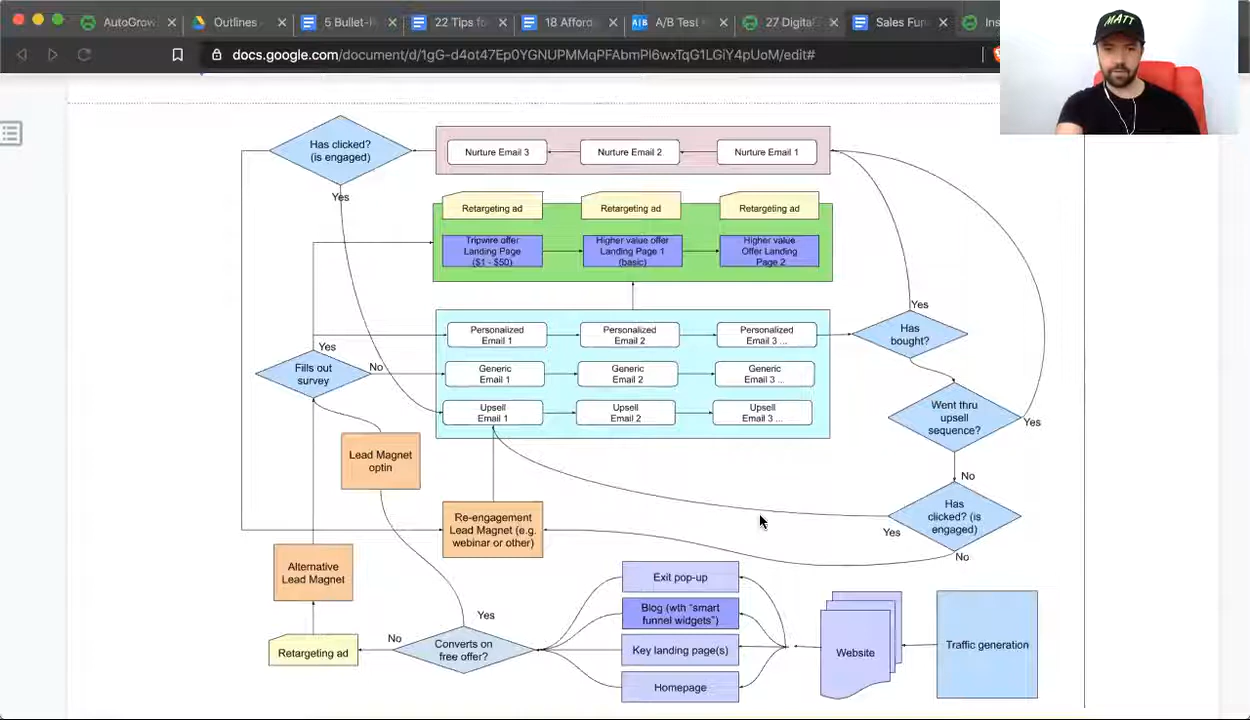 AutoGrow
Outlines
5 Bullet-
22 Tips fo
18 Afford
A/B Test
27 Digita
Sales Fun
Ins
docs.google.com/document/d/1gG-d4ot47Ep0YGNUPMMqPFAbmPl6wxTqG1LGiY4pUoM/edit#
MATT
Has clicked?
(is engaged)
Nurture Email 3
Nurture Email 2
Nurture Email 1
Yes
Retargeting ad
Retargeting ad
Retargeting ad
Tripwire offer
Landing Page
($1 - $50)
Higher value offer
Landing Page 1
(basic)
Higher value
Offer Landing
Page 2
Yes
Personalized
Email 1
Personalized
Email 2
Personalized
Email 3 ...
Has
bought?
Yes
Fills out
survey
No
Generic
Email 1
Generic
Email 2
Generic
Email 3 ...
Upsell
Email 1
Upsell
Email 2
Upsell
Email 3 ...
Went thru
upsell
sequence?
Yes
Lead Magnet
optin
No
Has
clicked? (is
engaged)
Yes
No
Re-engagement
Lead Magnet (e.g.
webinar or other)
Alternative
Lead Magnet
Exit pop-up
Blog (wth "smart
funnel widgets")
Yes
Retargeting ad
No
Converts on
free offer?
Key landing page(s)
Website
Traffic generation
Homepage